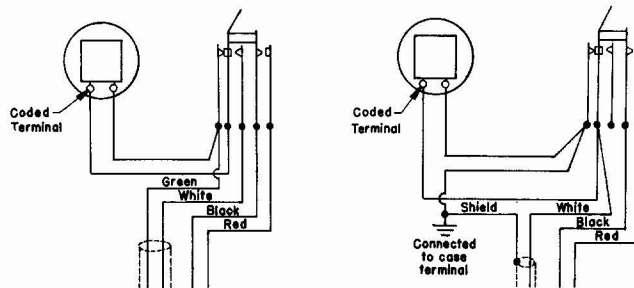 Coded
Terminal
Green
White
Black
Red
Coded
Terminal
Shield
White
Black
Red
Connected
to case
terminal